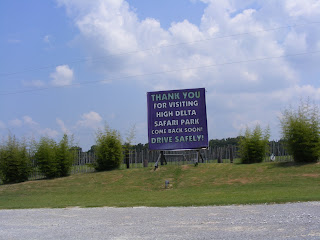 THANK YOU
FOR VISITING
HIGH DELTA
SAFARI PARK
COME BACK SOON!
DRIVE SAFELY!